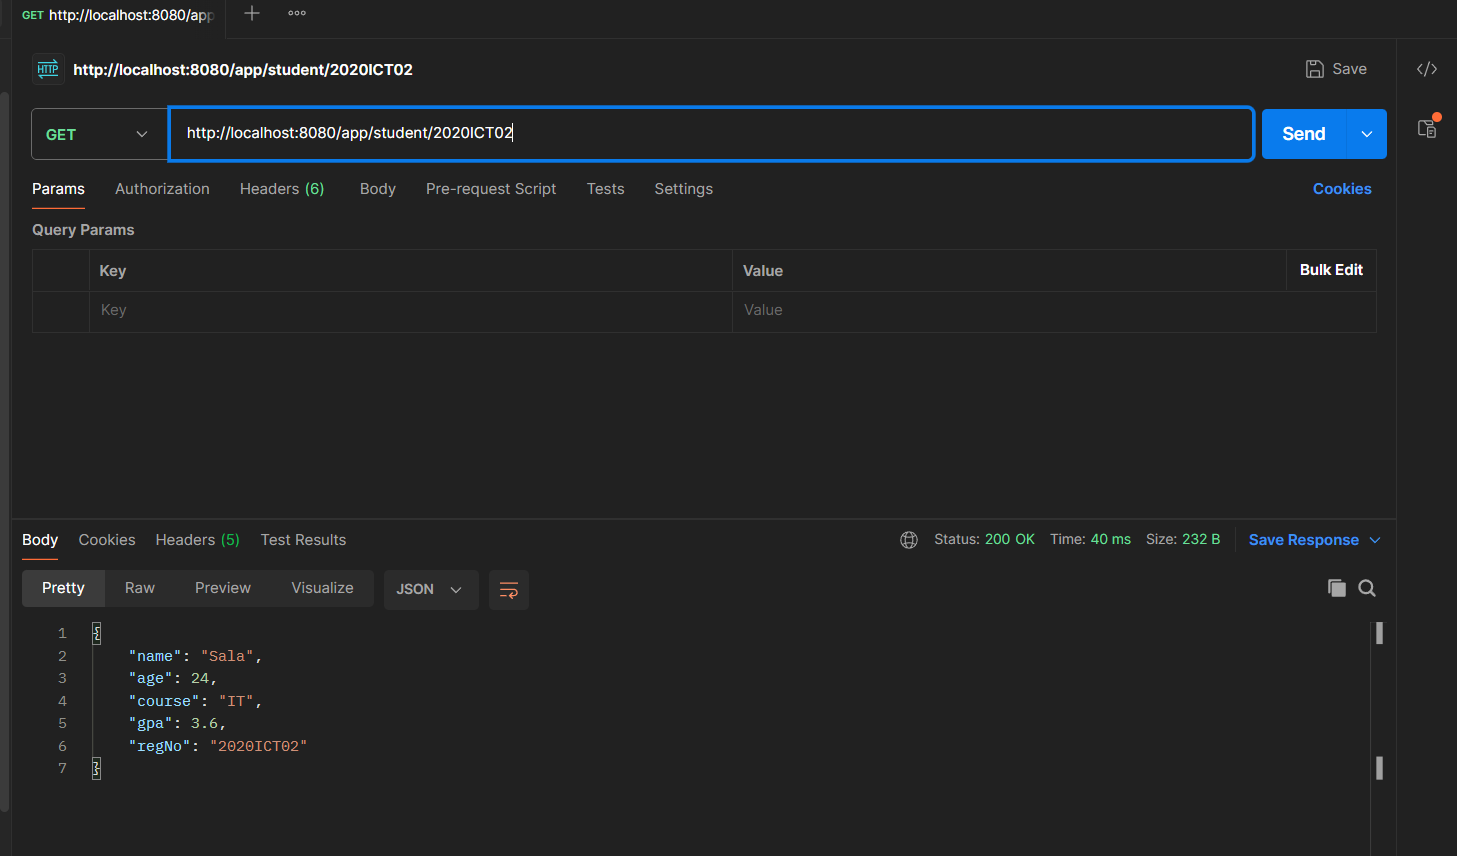 GET http://localhost:8080/app
HTTP http://localhost:8080/app/student/2020ICT02
Save
GET
http://localhost:8080/app/student/2020ICT02
Send
Params Authorization Headers (6) Body Pre-request Script Tests Settings
Cookies
Query Params
Key Value Bulk Edit
Key Value
Body Cookies Headers (5) Test Results
Status: 200 OK Time: 40 ms Size: 232 B
Save Response
Pretty Raw Preview Visualize JSON
1 {
2 "name": "Sala",
3 "age": 24,
4 "course": "IT",
5 "gpa": 3.6,
6 "regNo": "2020ICT02"
7 }